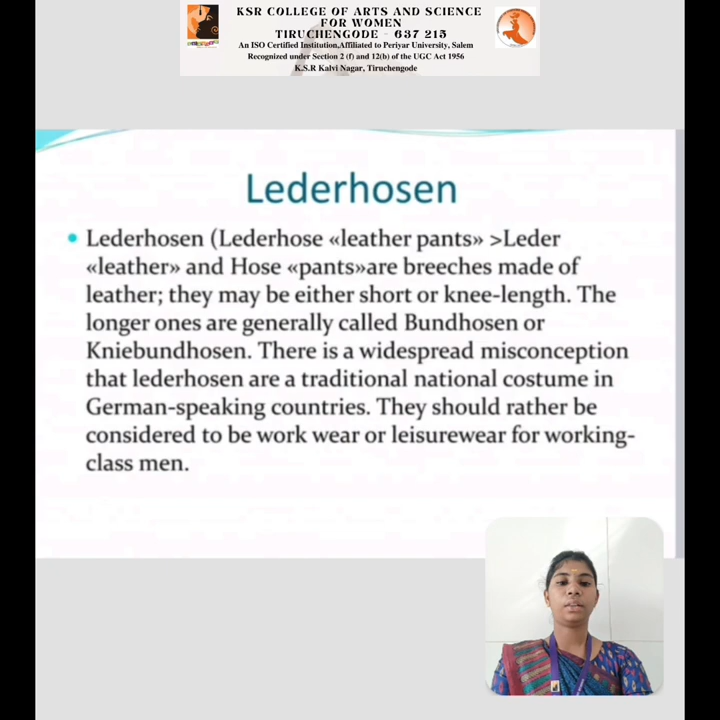 KSR COLLEGE OF ARTS AND SCIENCE
FOR WOMEN
TIRUCHENGODE - 637 215
An ISO Certified Institution,Affiliated to Periyar University, Salem
Recognized under Section 2 (f) and 12(b) of the UGC Act 1956
K.S.R Kalvi Nagar, Tiruchengode
Lederhosen
• Lederhosen (Lederhose «leather pants» >Leder
«leather» and Hose «pants»are breeches made of
leather; they may be either short or knee-length. The
longer ones are generally called Bundhosen or
Kniebundhosen. There is a widespread misconception
that lederhosen are a traditional national costume in
German-speaking countries. They should rather be
considered to be work wear or leisurewear for working-
class men.